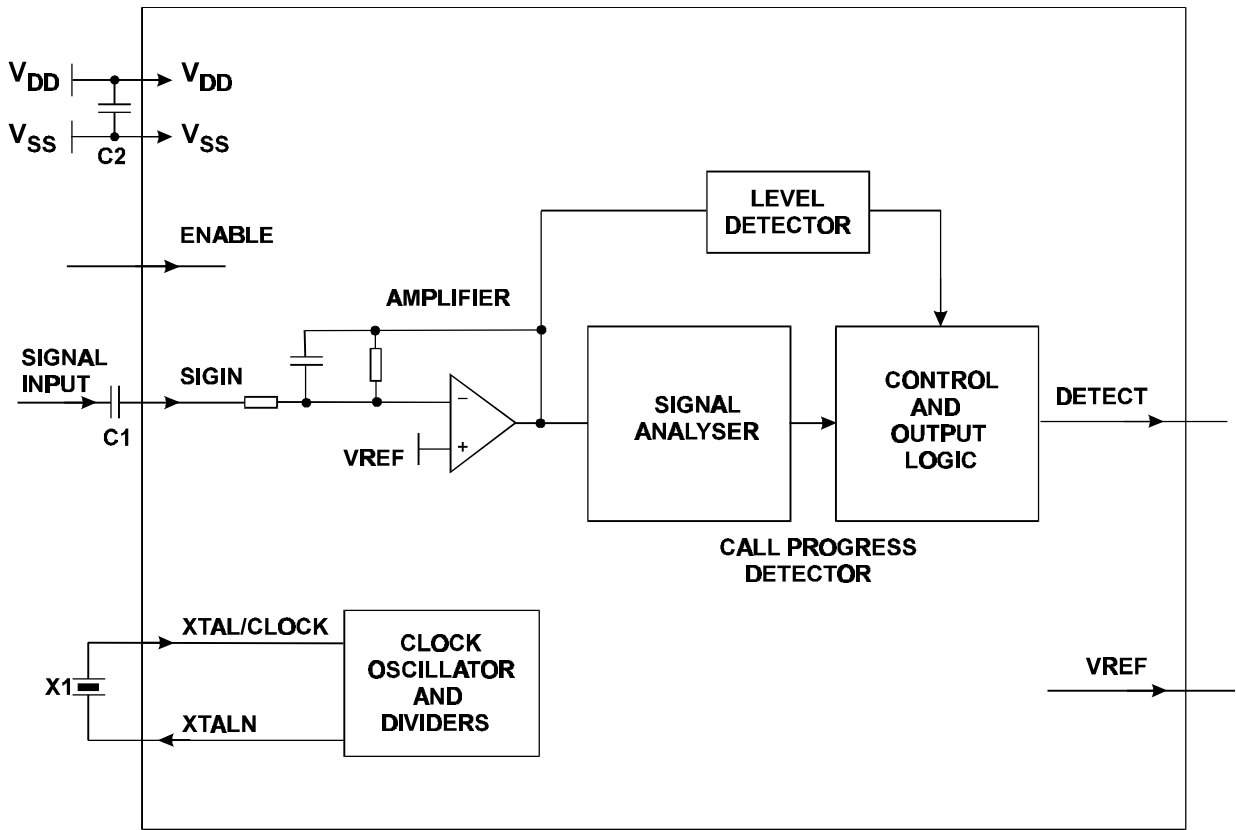 VDD
VDD
VSS
VSS
C2
ENABLE
LEVEL
DETECTOR
AMPLIFIER
SIGNAL
INPUT
C1
SIGIN
VREF
−
+
SIGNAL
ANALYSER
CONTROL
AND
OUTPUT
LOGIC
DETECT
CALL PROGRESS
DETECTOR
XTAL/CLOCK
X1
XTALN
CLOCK
OSCILLATOR
AND
DIVIDERS
VREF